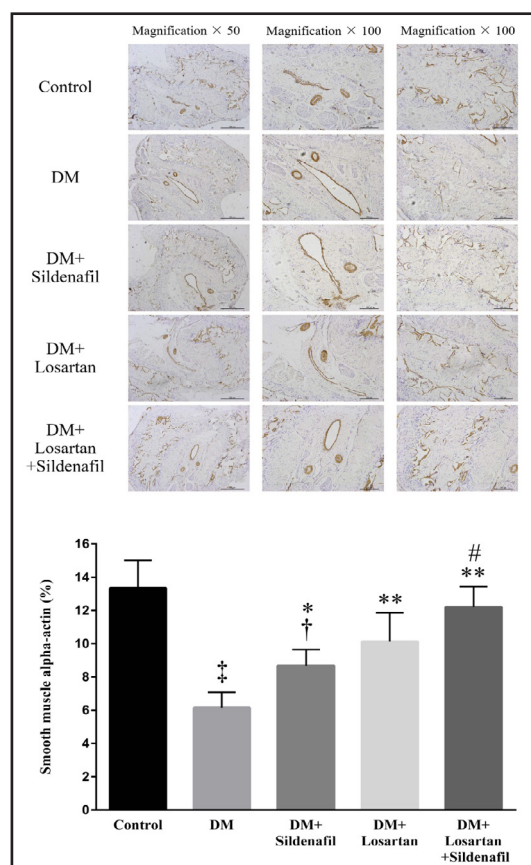 Magnification × 50 Magnification × 100 Magnification × 100
Control
DM
DM+
Sildenafil
DM+
Losartan
DM+
Losartan
+Sildenafil
Smooth muscle alpha-actin (%)
16
14
12
10
8
6
4
2
0
‡
*
†
**
#
**
Control
DM
DM+
Sildenafil
DM+
Losartan
DM+
Losartan
+Sildenafil